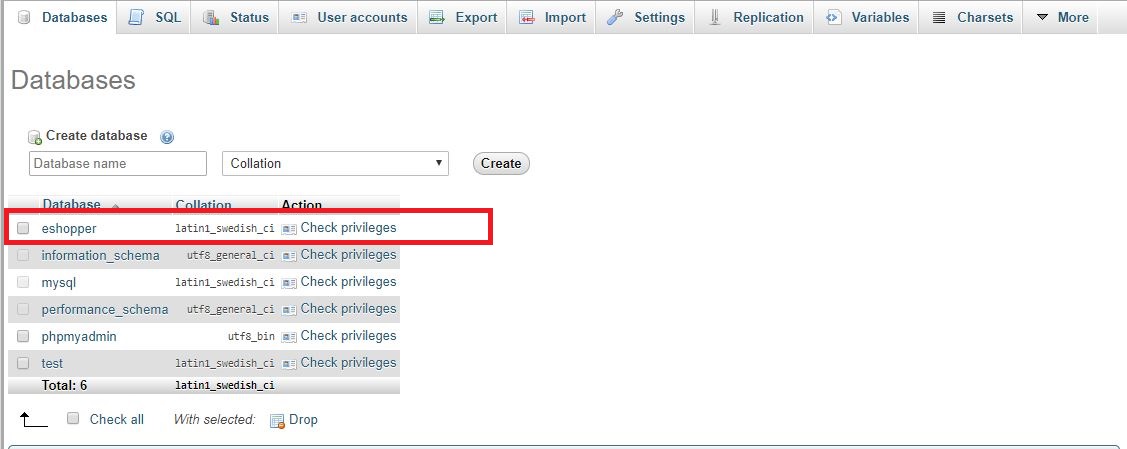 Databases SQL Status User accounts Export Import Settings Replication Variables Charsets More
Databases
Create database
Database name Collation Create
Database Collation Action
eshopper latin1_swedish_ci Check privileges
information_schema utf8_general_ci Check privileges
mysql latin1_swedish_ci Check privileges
performance_schema utf8_general_ci Check privileges
phpmyadmin utf8_bin Check privileges
test latin1_swedish_ci Check privileges
Total: 6 latin1_swedish_ci
Check all With selected: Drop